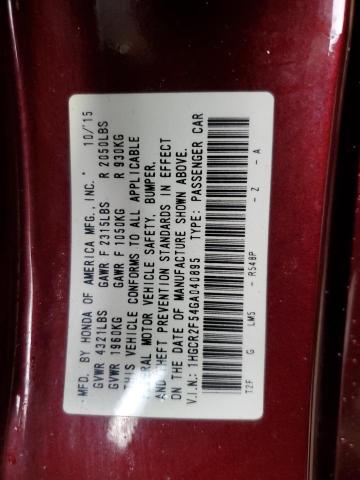 MFD. BY HONDA OF AMERICA MFG., INC. 10/15
GVWR 4321LBS GAWR F 2315LBS R 2050LBS
GVWR 1960KG GAWR F 1050KG R 930KG
THIS VEHICLE CONFORMS TO ALL APPLICABLE
FEDERAL MOTOR VEHICLE SAFETY, BUMPER,
AND THEFT PREVENTION STANDARDS IN EFFECT
ON THE DATE OF MANUFACTURE SHOWN ABOVE.
V.I.N.: 1HGCR2F54GA040895 TYPE: PASSENGER CAR
T2F G LM5 - R548P - Z - A